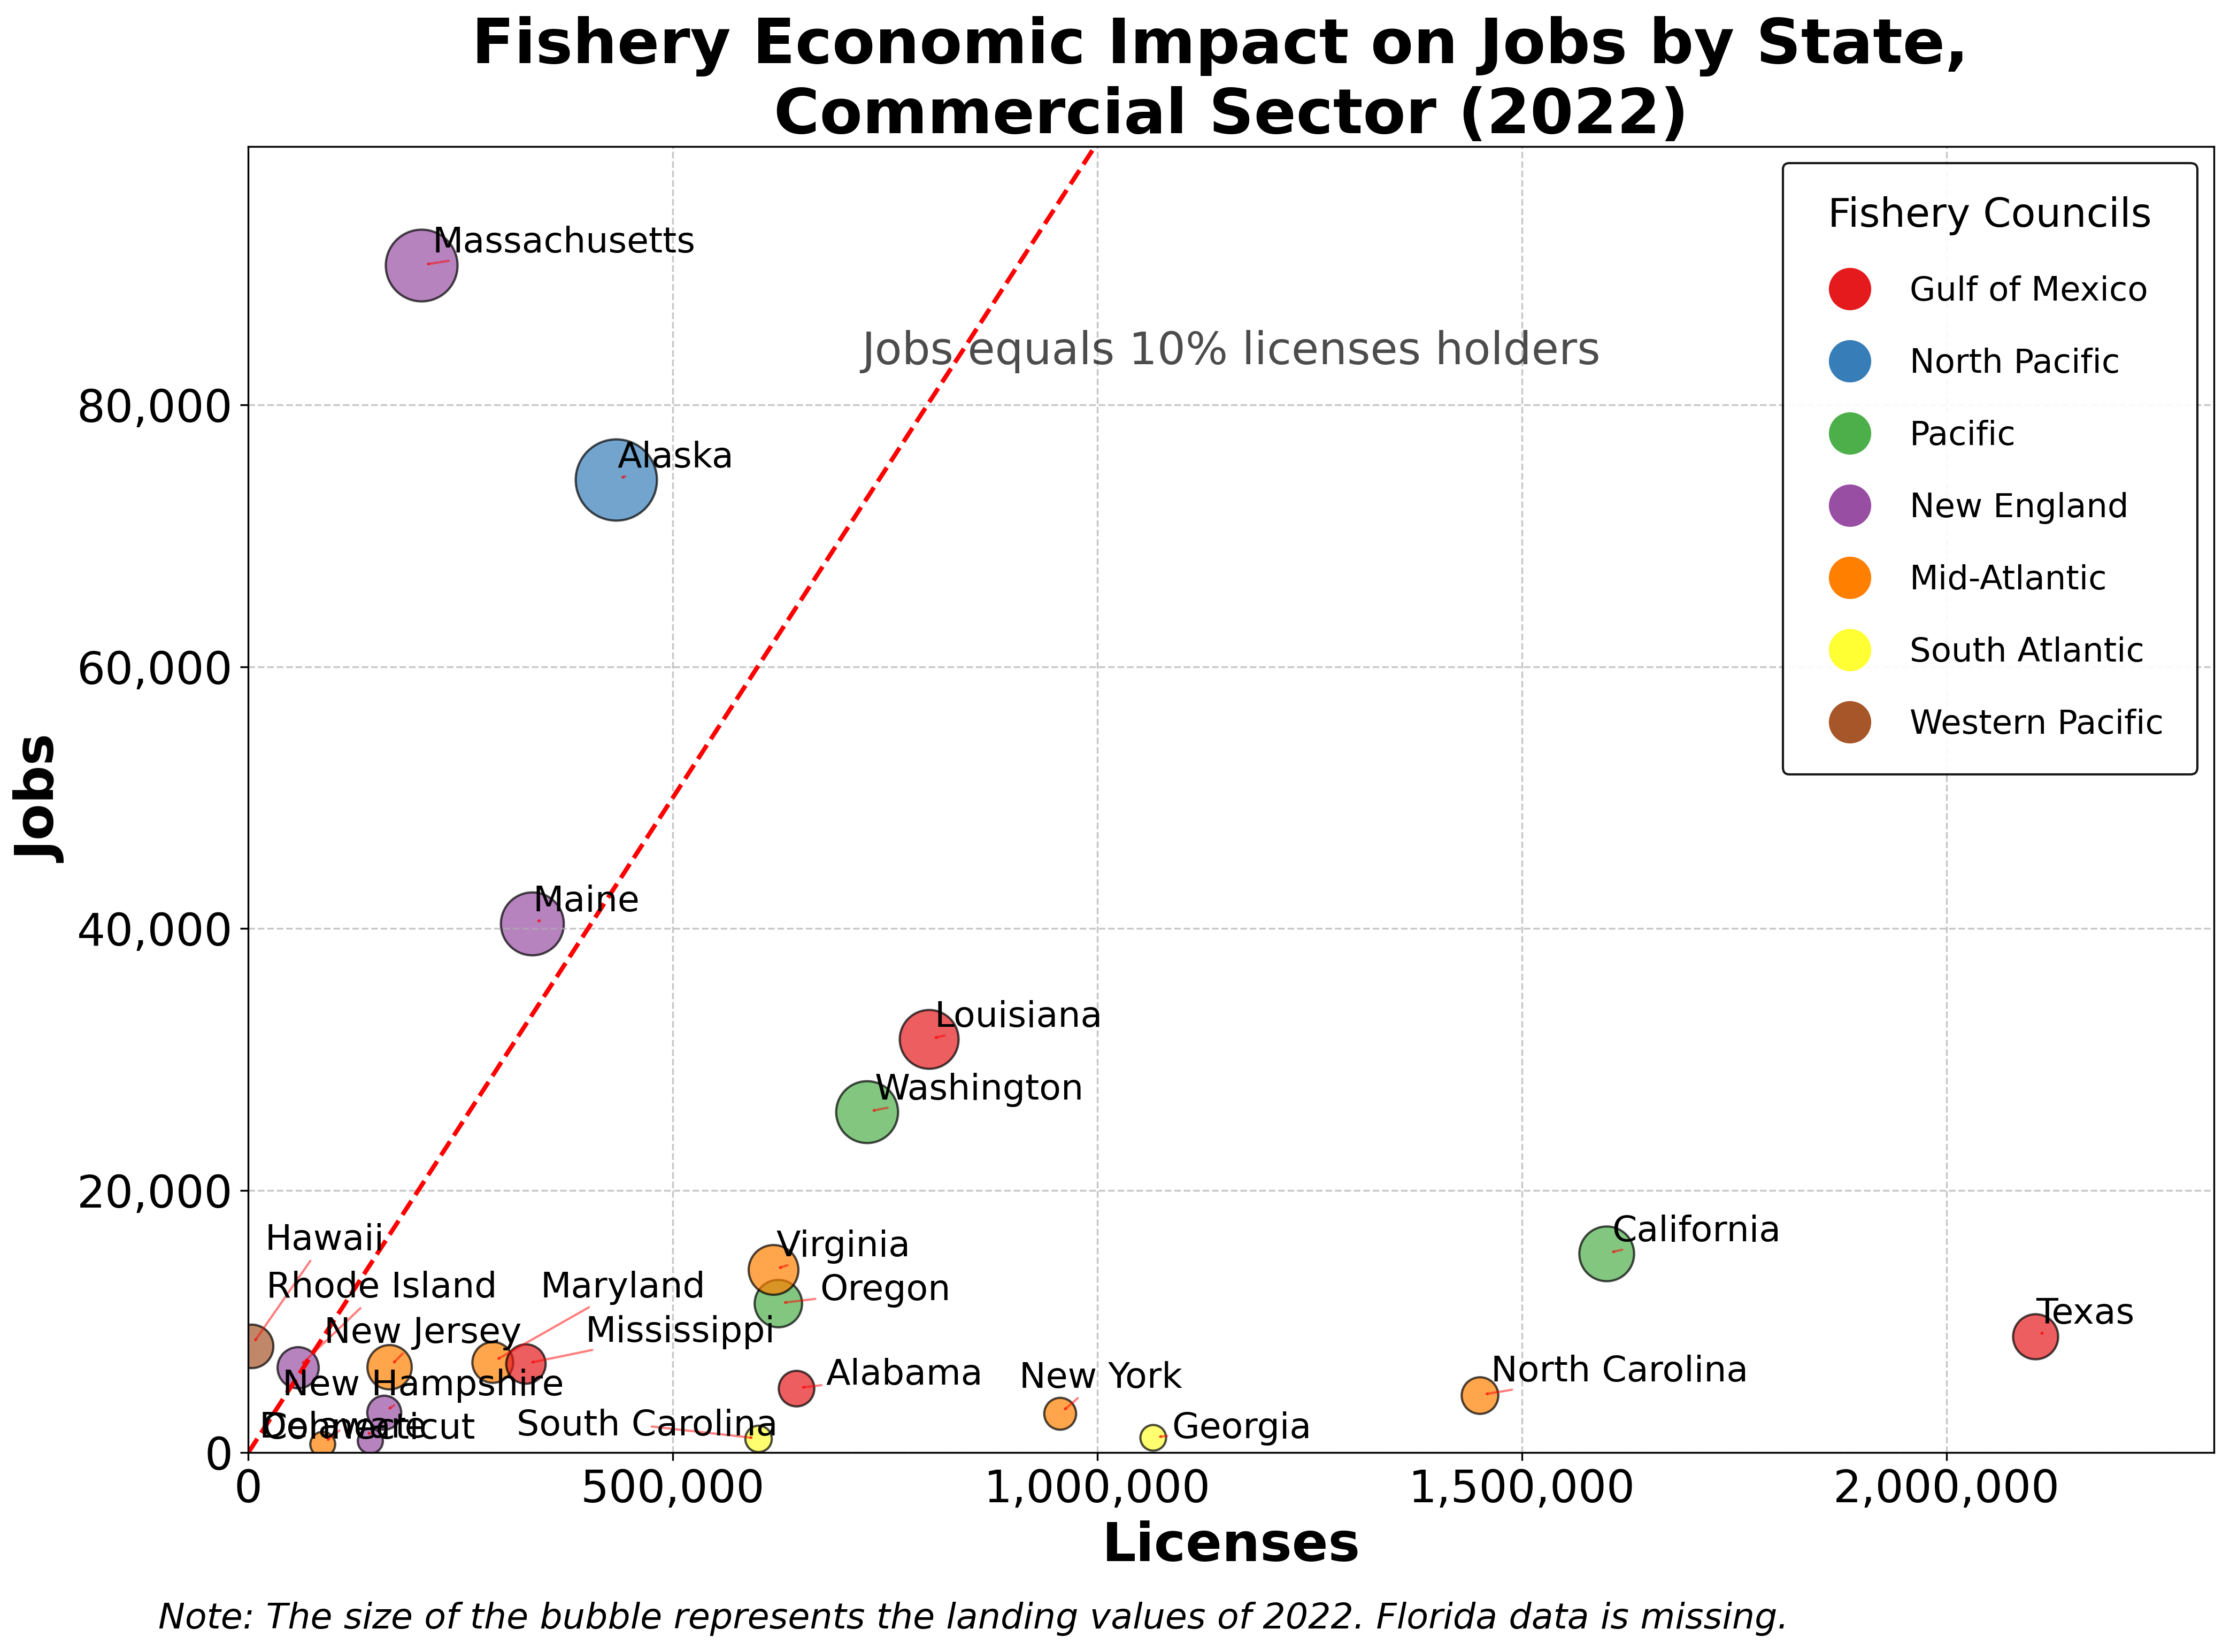 Fishery Economic Impact on Jobs by State,
Commercial Sector (2022)
Fishery Councils
Gulf of Mexico
North Pacific
Pacific
New England
Mid-Atlantic
South Atlantic
Western Pacific
Massachusetts
Jobs equals 10% licenses holders
Alaska
Maine
Louisiana
Washington
Hawaii
Virginia
California
Rhode Island
Maryland
Oregon
Texas
New Jersey
Mississippi
New Hampshire
Alabama
New York
North Carolina
Delaware
Connecticut
South Carolina
Georgia
80,000
60,000
40,000
20,000
0
Jobs
0
500,000
1,000,000
1,500,000
2,000,000
Licenses
Note: The size of the bubble represents the landing values of 2022. Florida data is missing.